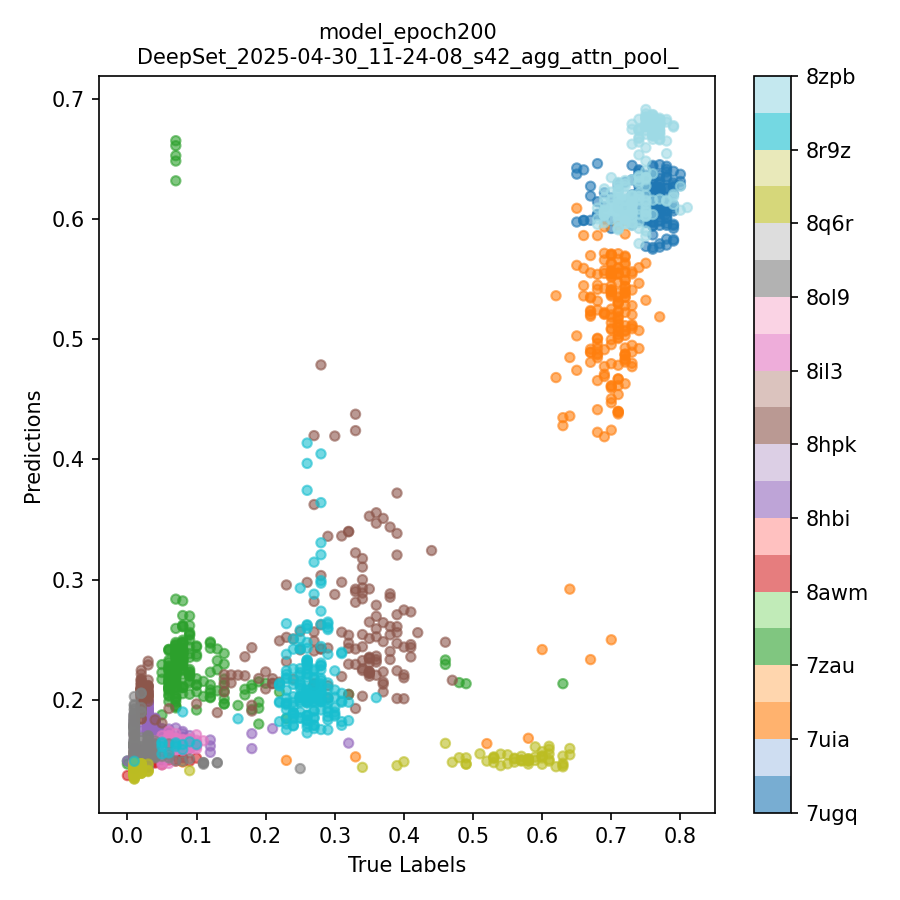 model_epoch200
DeepSet_2025-04-30_11-24-08_s42_agg_attn_pool_
0.7
0.6
0.5
0.4
0.3
0.2
Predictions
0.0 0.1 0.2 0.3 0.4 0.5 0.6 0.7 0.8
True Labels
8zpb
8r9z
8q6r
8ol9
8il3
8hpk
8hbi
8awm
7zau
7uia
7ugq